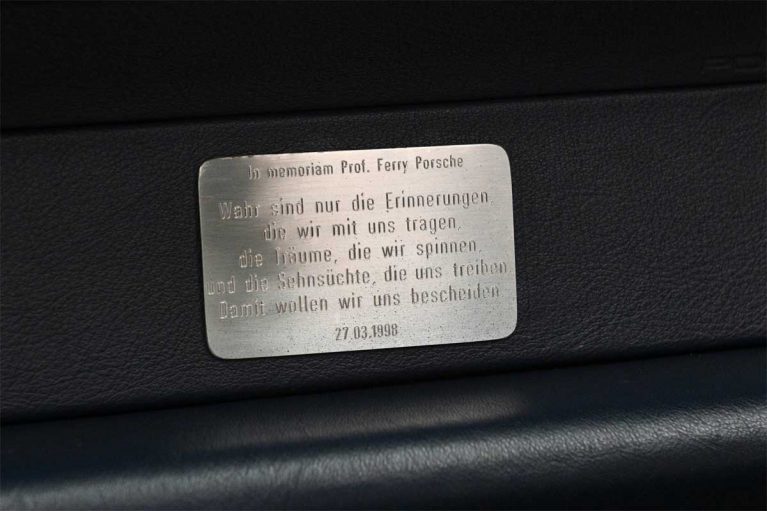 In memoriam Prof. Ferry Porsche
Wahr sind nur die Erinnerungen,
die wir mit uns tragen,
die Träume, die wir spinnen,
und die Sehnsüchte, die uns treiben.
Damit wollen wir uns bescheiden.
27.03.1998